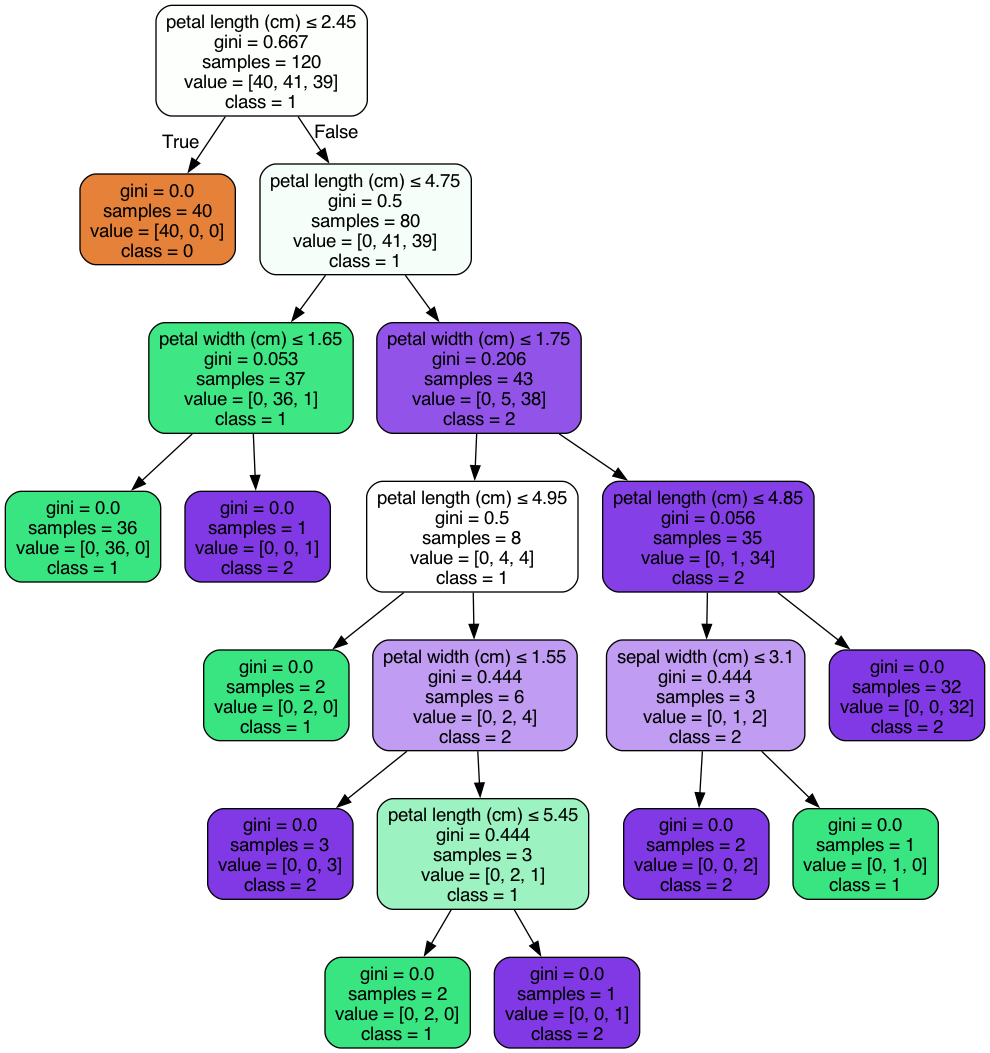 petal length (cm) ≤ 2.45
gini = 0.667
samples = 120
value = [40, 41, 39]
class = 1
True
False
gini = 0.0
samples = 40
value = [40, 0, 0]
class = 0
petal length (cm) ≤ 4.75
gini = 0.5
samples = 80
value = [0, 41, 39]
class = 1
petal width (cm) ≤ 1.65
gini = 0.053
samples = 37
value = [0, 36, 1]
class = 1
petal width (cm) ≤ 1.75
gini = 0.206
samples = 43
value = [0, 5, 38]
class = 2
gini = 0.0
samples = 36
value = [0, 36, 0]
class = 1
gini = 0.0
samples = 1
value = [0, 0, 1]
class = 2
petal length (cm) ≤ 4.95
gini = 0.5
samples = 8
value = [0, 4, 4]
class = 1
petal length (cm) ≤ 4.85
gini = 0.056
samples = 35
value = [0, 1, 34]
class = 2
gini = 0.0
samples = 2
value = [0, 2, 0]
class = 1
petal width (cm) ≤ 1.55
gini = 0.444
samples = 6
value = [0, 2, 4]
class = 2
sepal width (cm) ≤ 3.1
gini = 0.444
samples = 3
value = [0, 1, 2]
class = 2
gini = 0.0
samples = 32
value = [0, 0, 32]
class = 2
gini = 0.0
samples = 3
value = [0, 0, 3]
class = 2
petal length (cm) ≤ 5.45
gini = 0.444
samples = 3
value = [0, 2, 1]
class = 1
gini = 0.0
samples = 2
value = [0, 0, 2]
class = 2
gini = 0.0
samples = 1
value = [0, 1, 0]
class = 1
gini = 0.0
samples = 2
value = [0, 2, 0]
class = 1
gini = 0.0
samples = 1
value = [0, 0, 1]
class = 2